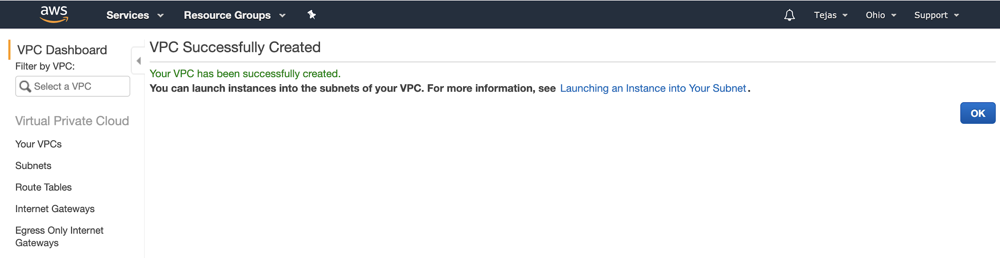 aws Services Resource Groups Tejas Ohio Support
VPC Dashboard
Filter by VPC:
Select a VPC
Virtual Private Cloud
Your VPCs
Subnets
Route Tables
Internet Gateways
Egress Only Internet
Gateways
VPC Successfully Created
Your VPC has been successfully created.
You can launch instances into the subnets of your VPC. For more information, see Launching an Instance into Your Subnet.
OK